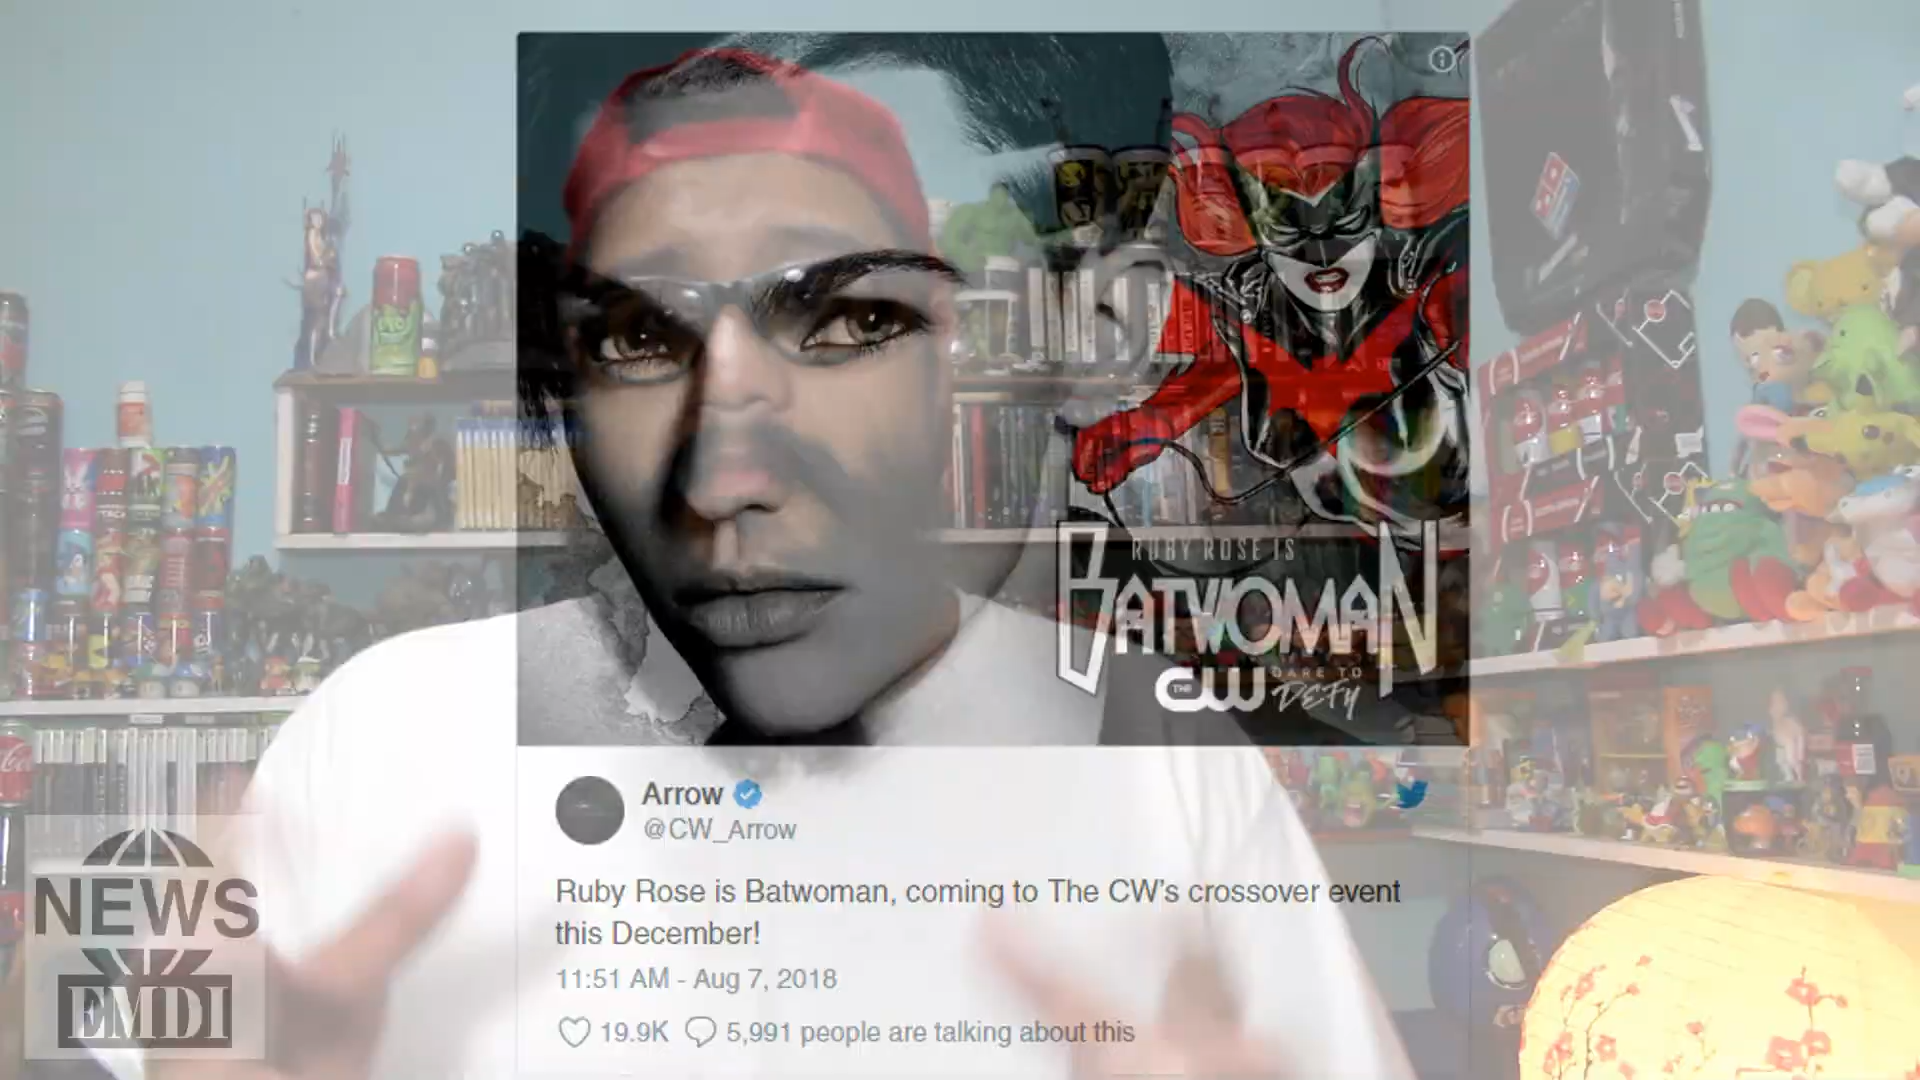 RUBY ROSE IS
BATWOMAN
THE CW DARE TO
DEFY
Arrow
@CW_Arrow
Ruby Rose is Batwoman, coming to The CW's crossover event
this December!
11:51 AM - Aug 7, 2018
19.9K 5,991 people are talking about this
NEWS
EMDI